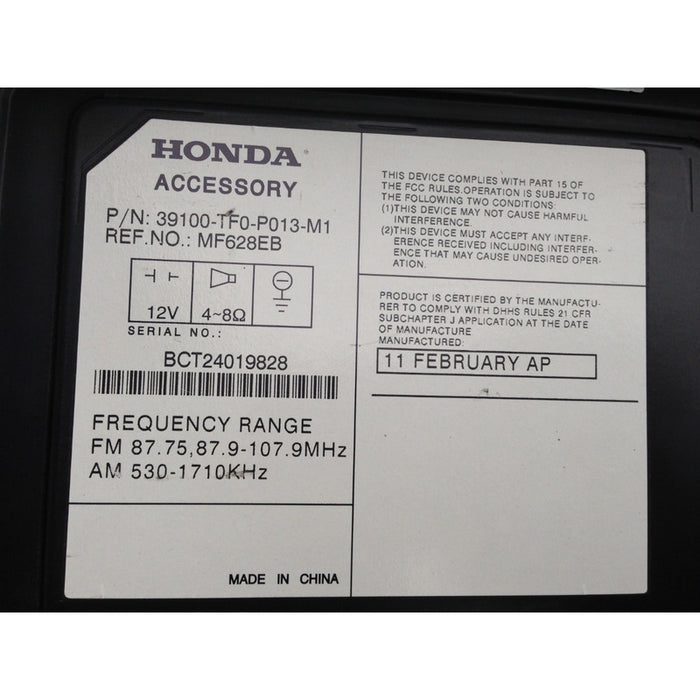 HONDA
ACCESSORY
P/N: 39100-TF0-P013-M1
REF.NO.: MF628EB
12V
4~8Ω
SERIAL NO.:
BCT24019828
FREQUENCY RANGE
FM 87.75,87.9-107.9MHz
AM 530-1710KHz
MADE IN CHINA
THIS DEVICE COMPLIES WITH PART 15 OF
THE FCC RULES.OPERATION IS SUBJECT TO
THE FOLLOWING TWO CONDITIONS:
(1)THIS DEVICE MAY NOT CAUSE HARMFUL
INTERFERENCE.
(2)THIS DEVICE MUST ACCEPT ANY INTERF-
ERENCE RECEIVED INCLUDING INTERFER-
ENCE THAT MAY CAUSE UNDESIRED OPER-
ATION.
PRODUCT IS CERTIFIED BY THE MANUFACTU-
RER TO COMPLY WITH DHHS RULES 21 CFR
SUBCHAPTER J APPLICATION AT THE DATE
OF MANUFACTURE
MANUFACTURED:
11 FEBRUARY AP